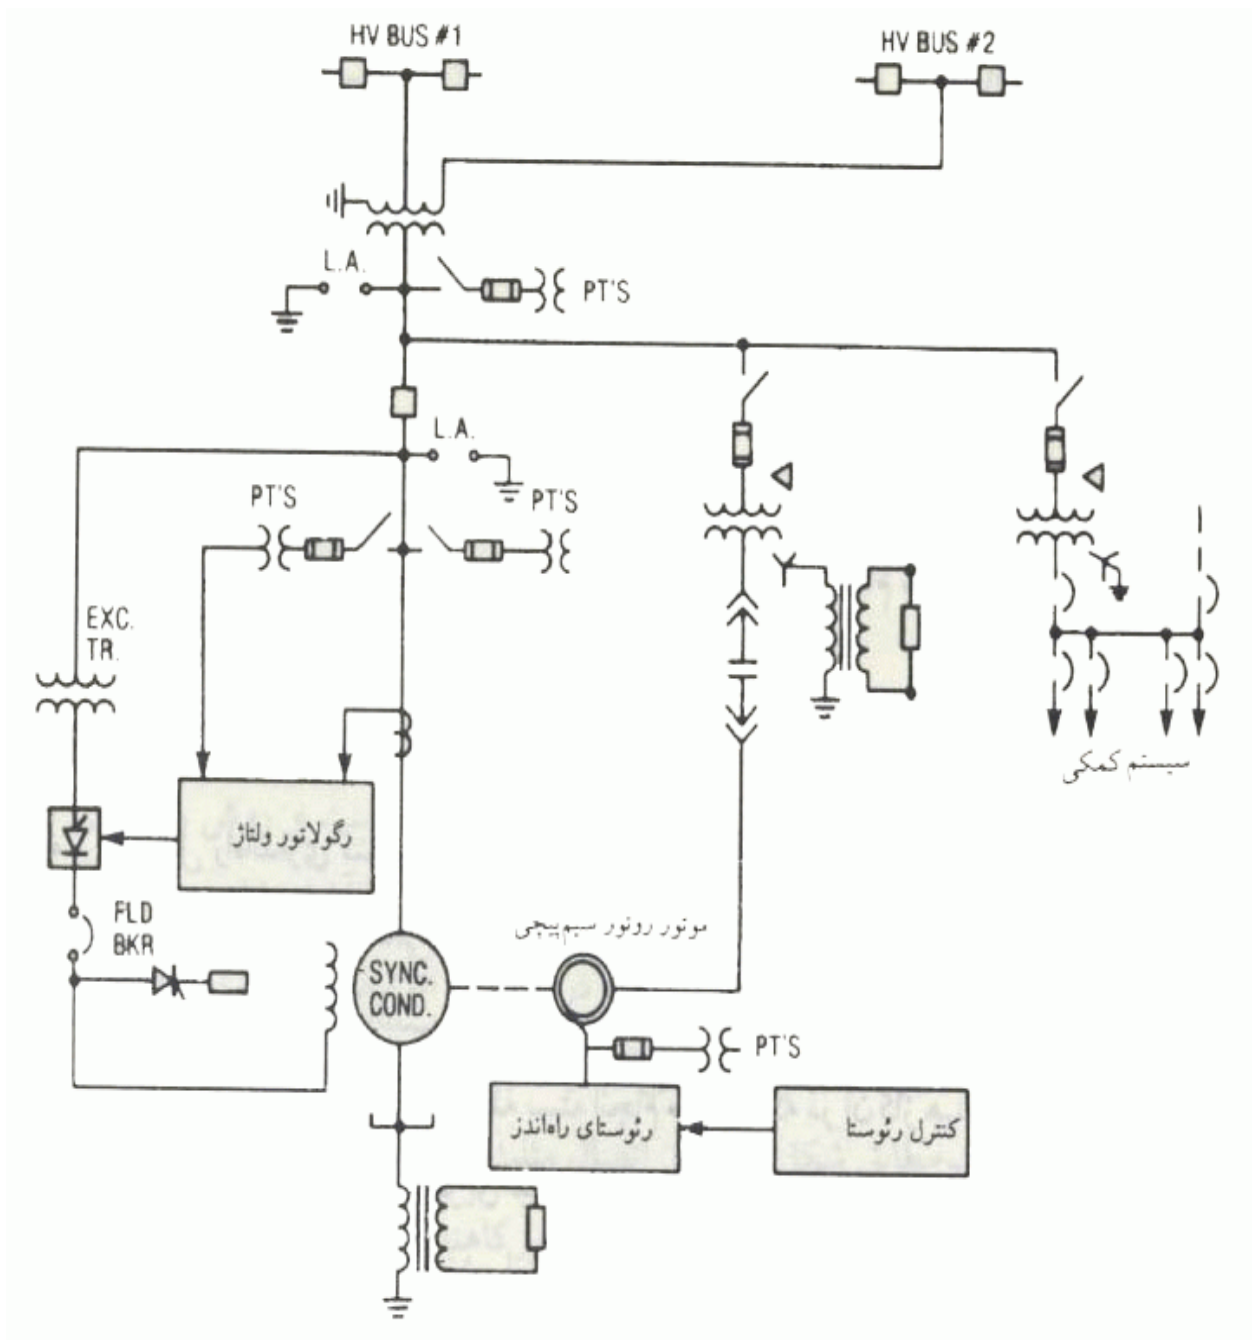 HV BUS #1
HV BUS #2
L.A.
PT'S
L.A.
PT'S
PT'S
EXC.
TR.
سیستم کمکی
رگولاتور ولتاژ
FLD
BKR
موتور روتور سیم‌پیچی
SYNC.
COND.
PT'S
رئوستای راه‌انداز
کنترل رئوستا